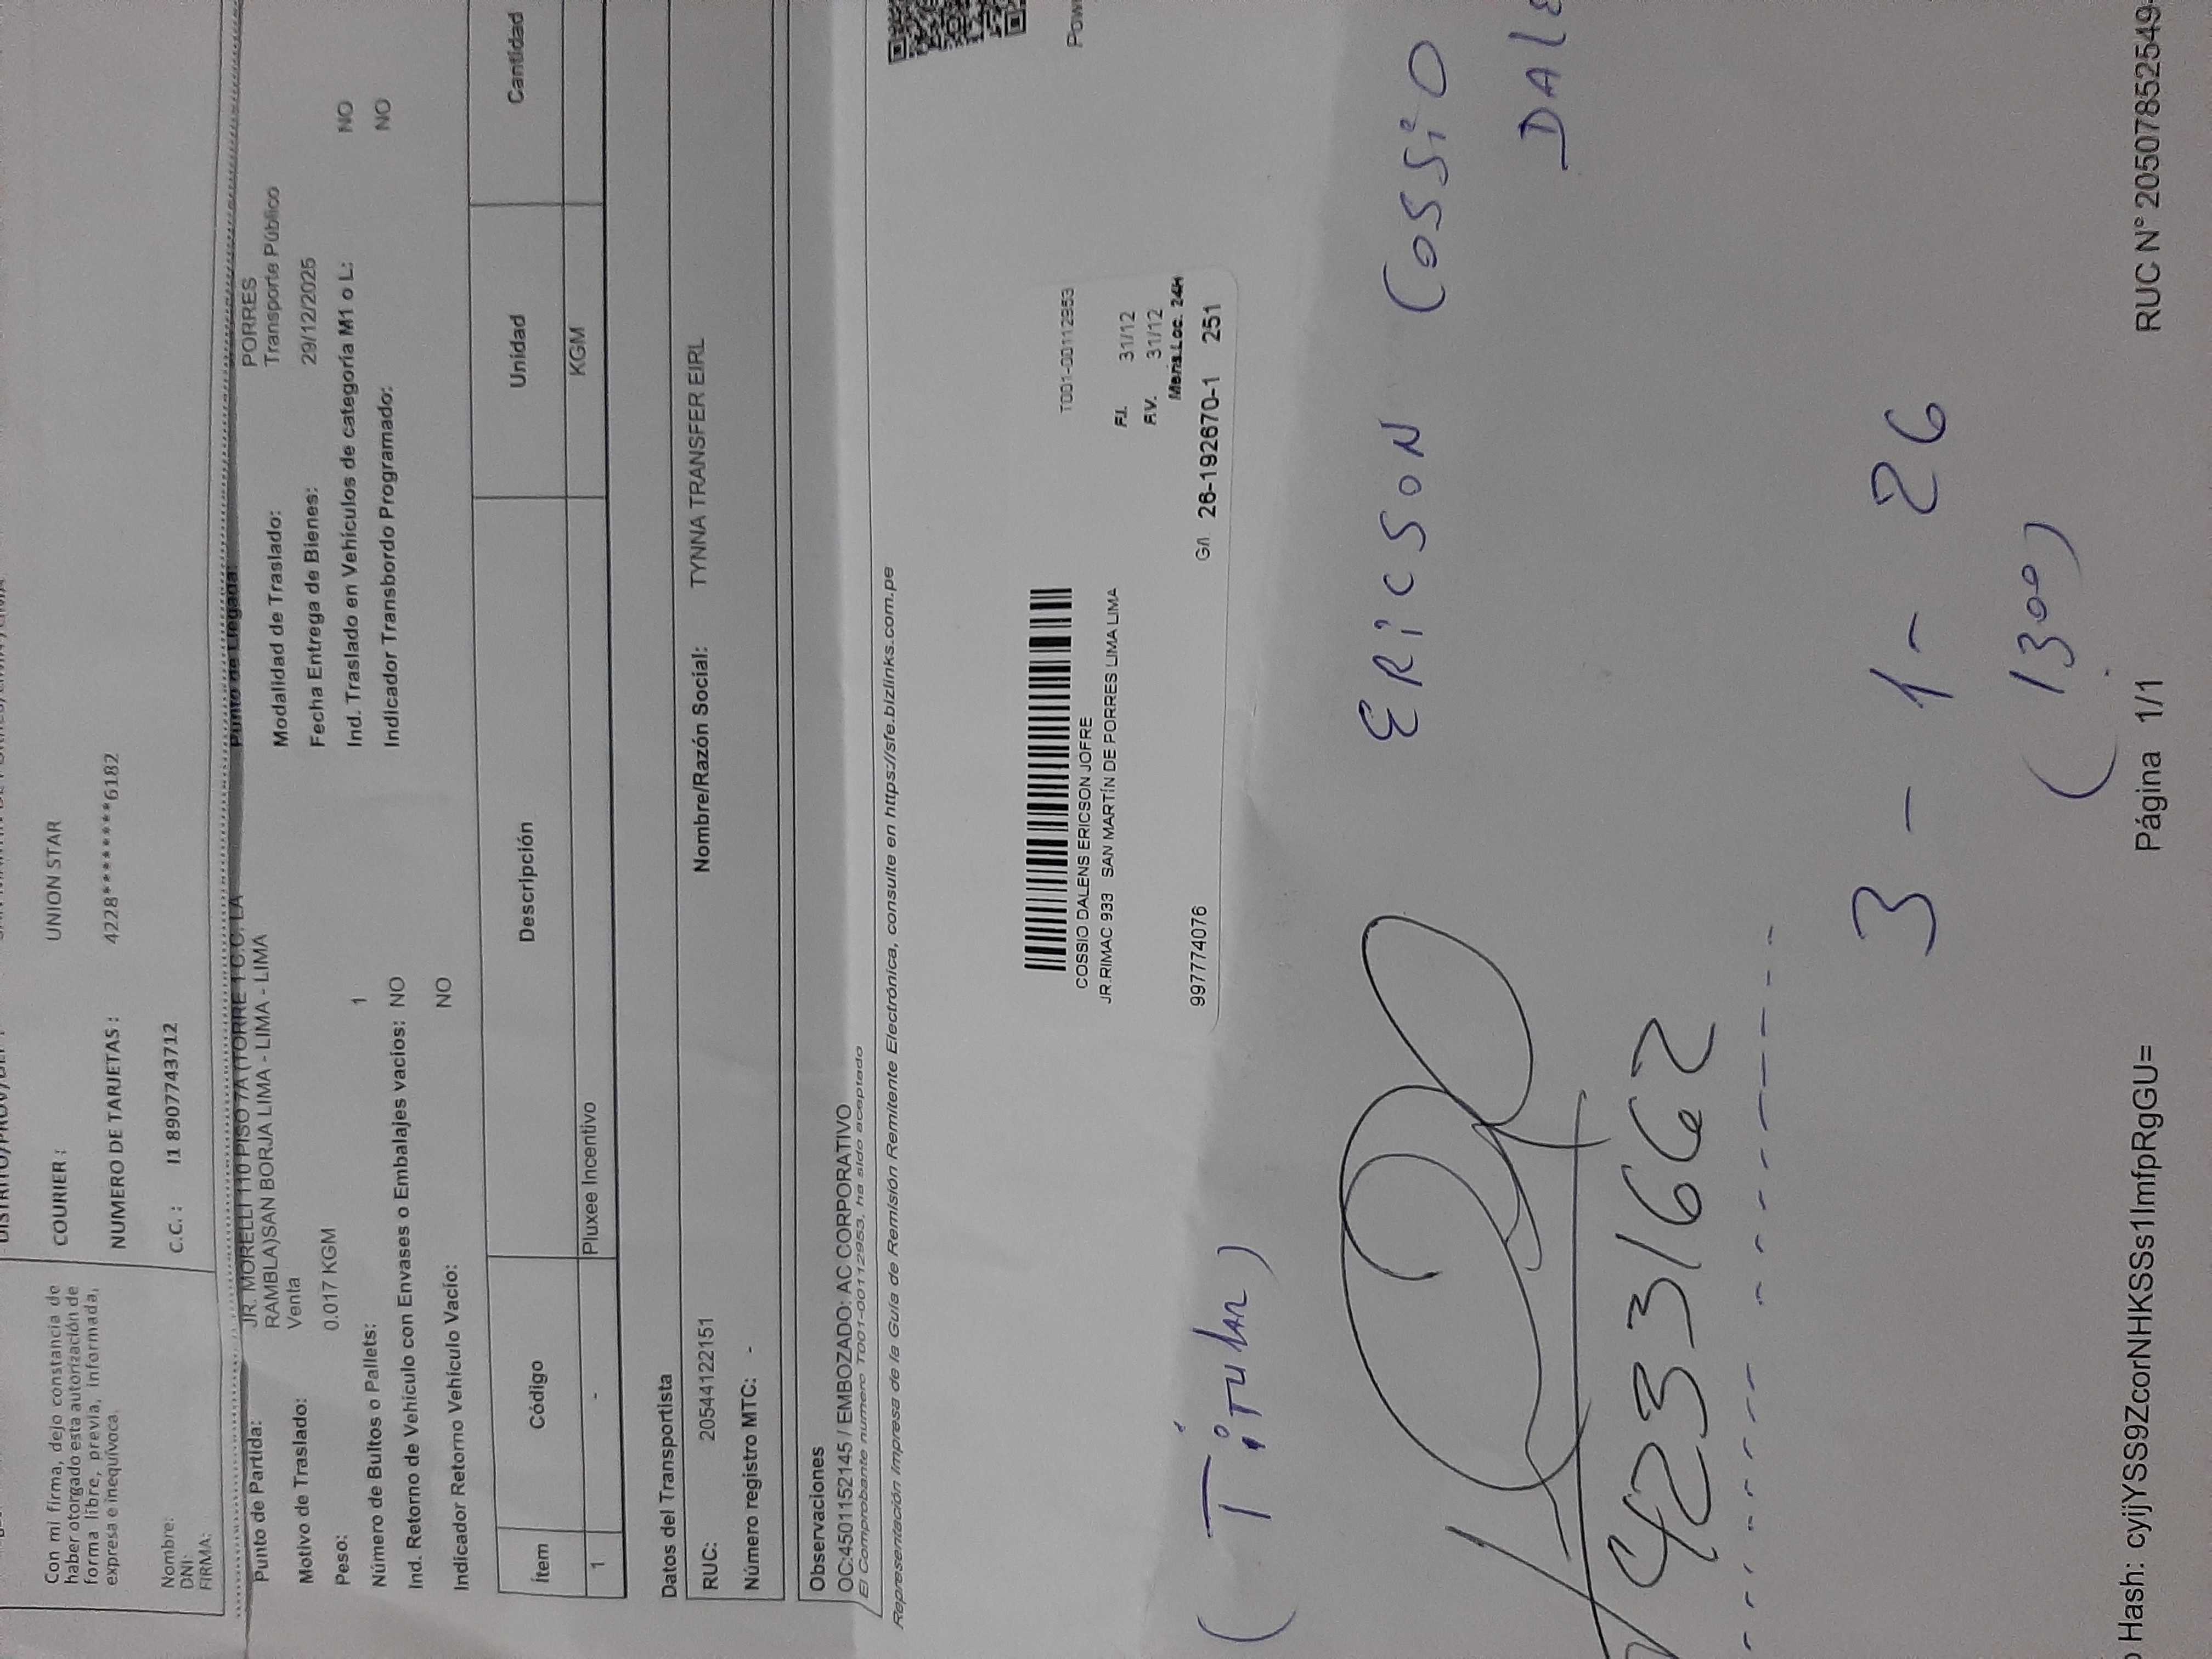 COURIER :
UNION STAR
NUMERO DE TARJETAS :
4228*********6182
C.C. :
I1 8907743712
Con mi firma, dejo constancia de
haber otorgado esta autorización de
forma libre, previa, informada,
expresa e inequívoca.
Nombre:
DNI:
FIRMA:
Punto de Partida:
JR. MORELLI 110 PISO 7A (TORRE 1 C.C. LA
RAMBLA)SAN BORJA LIMA - LIMA - LIMA
Punto de Llegada:
PORRES
Motivo de Traslado:
Venta
Modalidad de Traslado:
Transporte Público
Peso:
0.017 KGM
Fecha Entrega de Bienes:
29/12/2025
Número de Bultos o Pallets:
1
Ind. Traslado en Vehículos de categoría M1 o L:
NO
Ind. Retorno de Vehículo con Envases o Embalajes vacios: NO
Indicador Transbordo Programado:
NO
Indicador Retorno Vehículo Vacío:
NO
Ítem Código Descripción Unidad Cantidad
1 - Pluxee Incentivo KGM
Datos del Transportista
RUC: 20544122151 Nombre/Razón Social: TYNNA TRANSFER EIRL
Número registro MTC: -
Observaciones
OC:4501152145 / EMBOZADO: AC CORPORATIVO
El Comprobante numero T001-00112953, ha sido aceptado
Representación Impresa de la Guía de Remisión Remitente Electrónica, consulte en https://sfe.bizlinks.com.pe
T001-00112953
COSSIO DALENS ERICSON JOFRE
JR.RIMAC 933 SAN MARTÍN DE PORRES LIMA LIMA
F.I. 31/12
F.V. 31/12
Mens.Loc. 24H
997774076
G/I 26-192670-1 251
(TiTulAR)
ERiCSON COSSiO
DAlE
42331662
3 - 1 - 26
(1300)
Hash: cyijYSS9ZcorNHKSSs1ImfpRgGU=
Página 1/1
RUC N° 20507852549